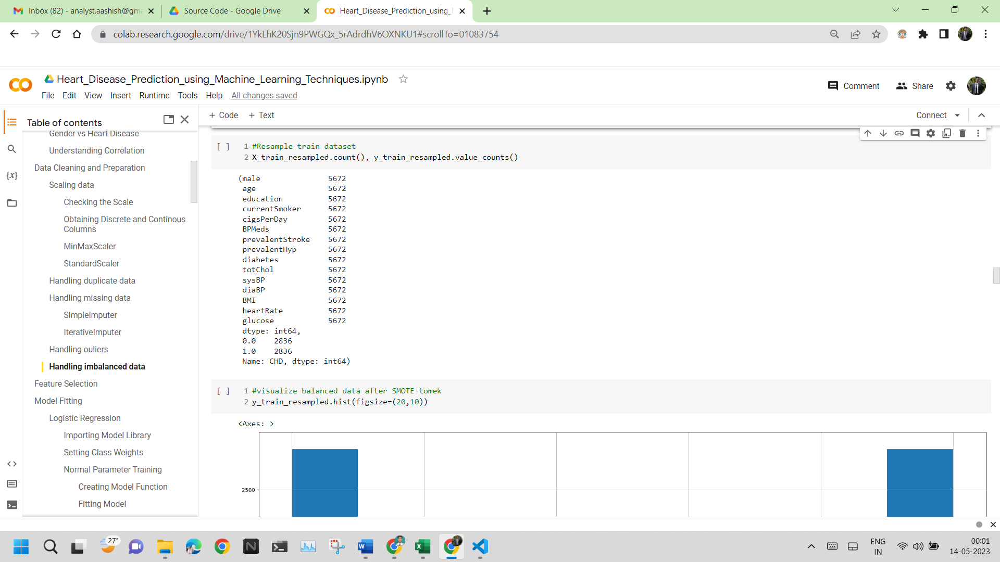 Inbox (82) - analyst.aashish@gm
Source Code - Google Drive
Heart_Disease_Prediction_using_
colab.research.google.com/drive/1YkLhK20Sjn9PWGQx_5rAdrdhV6OXNKU1#scrollTo=01083754
Heart_Disease_Prediction_using_Machine_Learning_Techniques.ipynb
Comment
Share
File Edit View Insert Runtime Tools Help All changes saved
Table of contents
+ Code + Text
Connect
Gender vs Heart Disease
Understanding Correlation
Data Cleaning and Preparation
Scaling data
Checking the Scale
Obtaining Discrete and Continous
Columns
MinMaxScaler
StandardScaler
Handling duplicate data
Handling missing data
SimpleImputer
IterativeImputer
Handling ouliers
Handling imbalanced data
Feature Selection
Model Fitting
Logistic Regression
Importing Model Library
Setting Class Weights
Normal Parameter Training
Creating Model Function
Fitting Model
[ ] 1 #Resample train dataset
2 X_train_resampled.count(), y_train_resampled.value_counts()
(male 5672
age 5672
education 5672
currentSmoker 5672
cigsPerDay 5672
BPMeds 5672
prevalentStroke 5672
prevalentHyp 5672
diabetes 5672
totChol 5672
sysBP 5672
diaBP 5672
BMI 5672
heartRate 5672
glucose 5672
dtype: int64,
0.0 2836
1.0 2836
Name: CHD, dtype: int64)
[ ] 1 #visualize balanced data after SMOTE-tomek
2 y_train_resampled.hist(figsize=(20,10))
<Axes: >
2500
27°
ENG
IN
00:01
14-05-2023